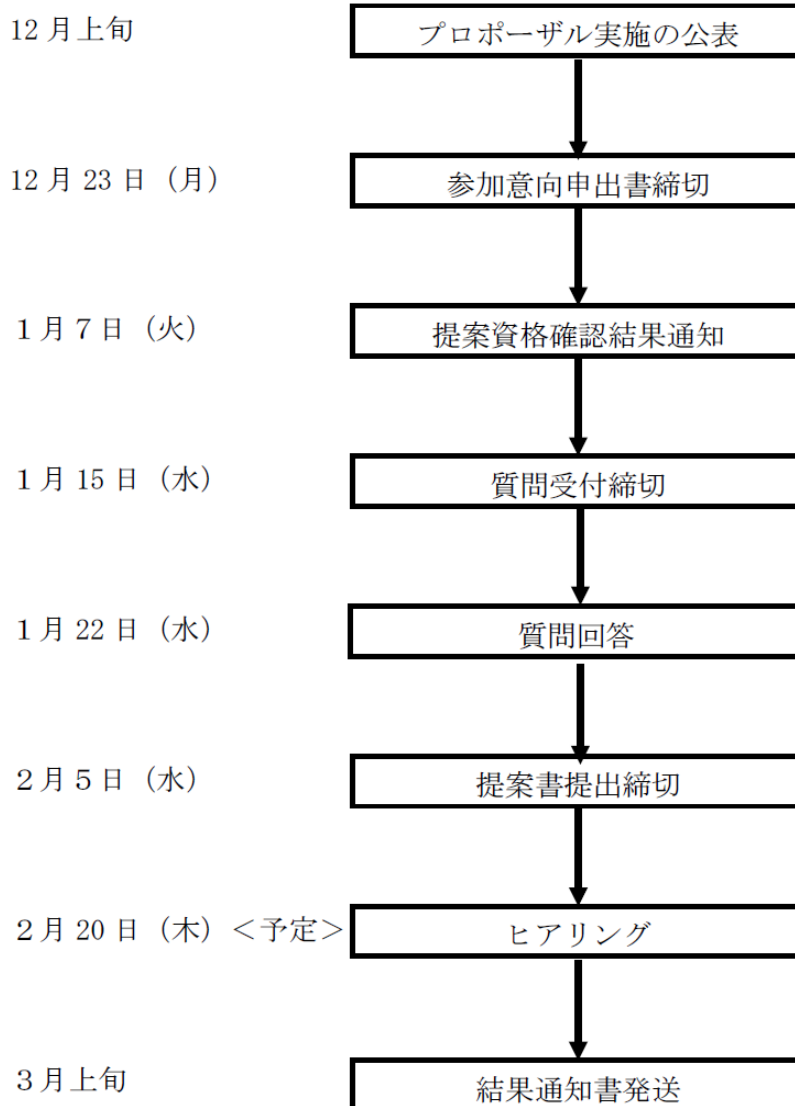 12月上旬
プロポーザル実施の公表
12月23日（月）
参加意向申出書締切
１月７日（火）
提案資格確認結果通知
１月15日（水）
質問受付締切
１月22日（水）
質問回答
２月５日（水）
提案書提出締切
２月20日（木）＜予定＞
ヒアリング
３月上旬
結果通知書発送